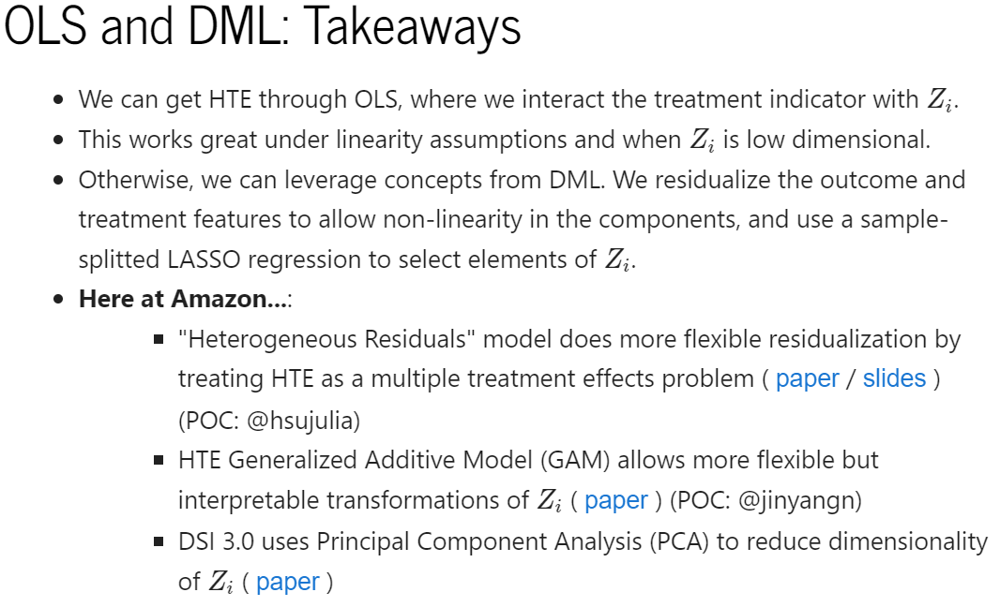 OLS and DML: Takeaways
• We can get HTE through OLS, where we interact the treatment indicator with Zᵢ.
• This works great under linearity assumptions and when Zᵢ is low dimensional.
• Otherwise, we can leverage concepts from DML. We residualize the outcome and
treatment features to allow non-linearity in the components, and use a sample-
splitted LASSO regression to select elements of Zᵢ.
• Here at Amazon...:
▪ "Heterogeneous Residuals" model does more flexible residualization by
treating HTE as a multiple treatment effects problem ( paper / slides )
(POC: @hsujulia)
▪ HTE Generalized Additive Model (GAM) allows more flexible but
interpretable transformations of Zᵢ ( paper ) (POC: @jinyangn)
▪ DSI 3.0 uses Principal Component Analysis (PCA) to reduce dimensionality
of Zᵢ ( paper )